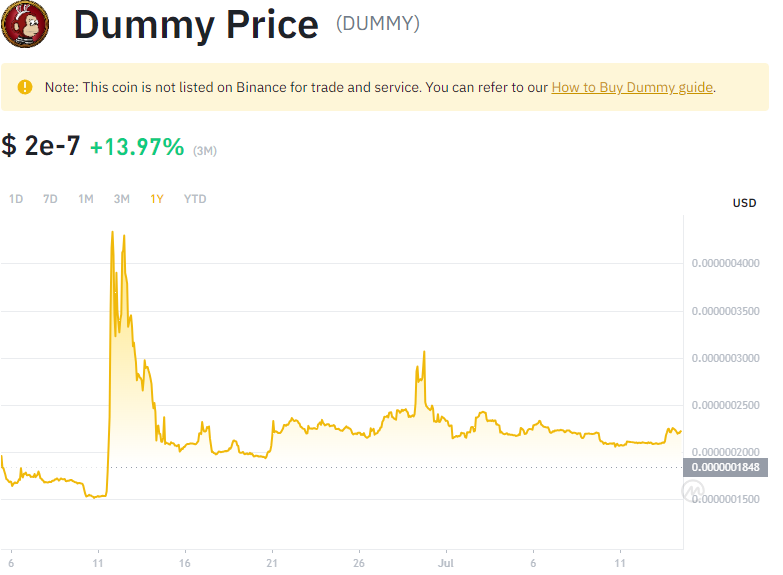 Dummy Price (DUMMY)
Note: This coin is not listed on Binance for trade and service. You can refer to our How to Buy Dummy guide.
$ 2e-7 +13.97% (3M)
1D 7D 1M 3M 1Y YTD
USD
0.0000004000
0.0000003500
0.0000003000
0.0000002500
0.0000002000
0.0000001848
0.0000001500
6 11 16 21 26 Jul 6 11